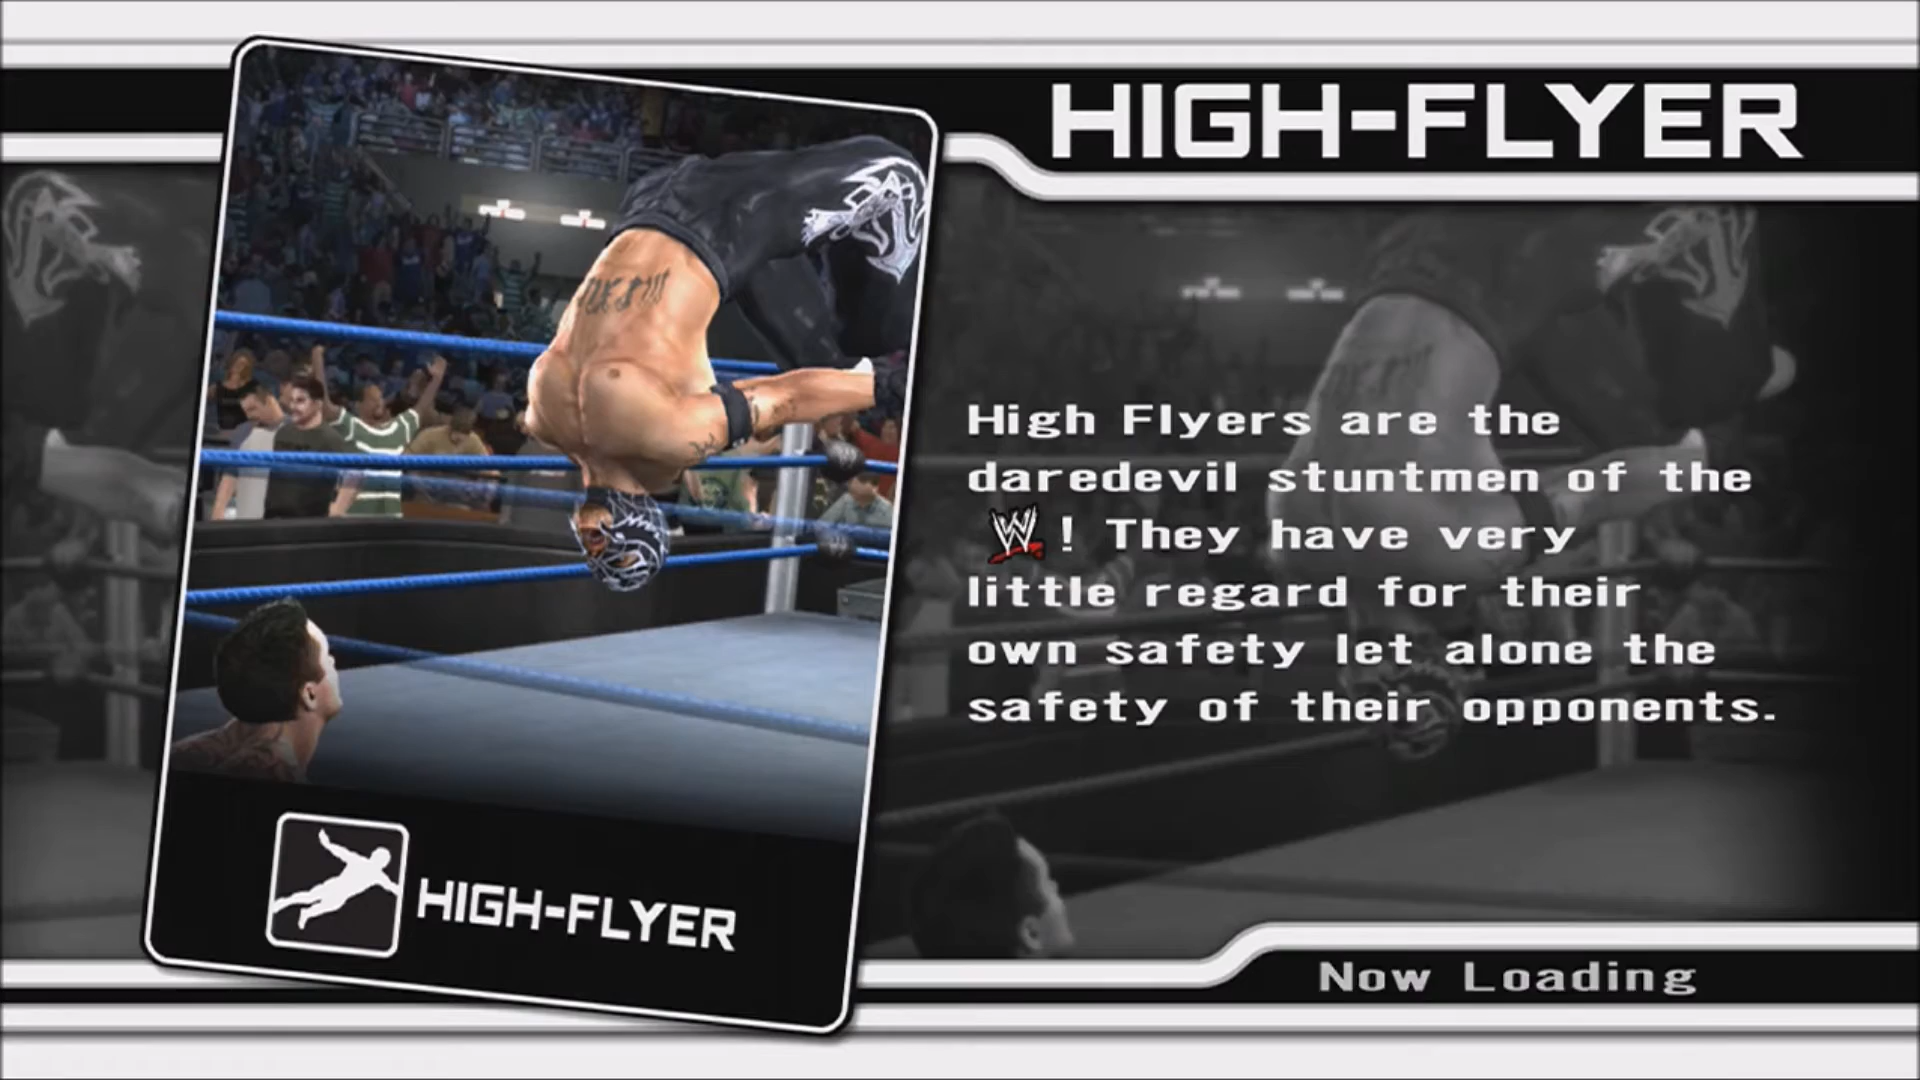 HIGH-FLYER
High Flyers are the
daredevil stuntmen of the
W! They have very
little regard for their
own safety let alone the
safety of their opponents.
HIGH-FLYER
Now Loading